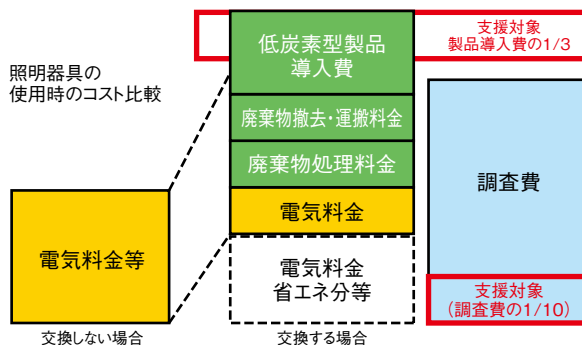 照明器具の
使用時のコスト比較
低炭素型製品
導入費
支援対象
製品導入費の1/3
廃棄物撤去・運搬料金
廃棄物処理料金
電気料金
調査費
電気料金等
電気料金
省エネ分等
支援対象
(調査費の1/10)
交換しない場合
交換する場合